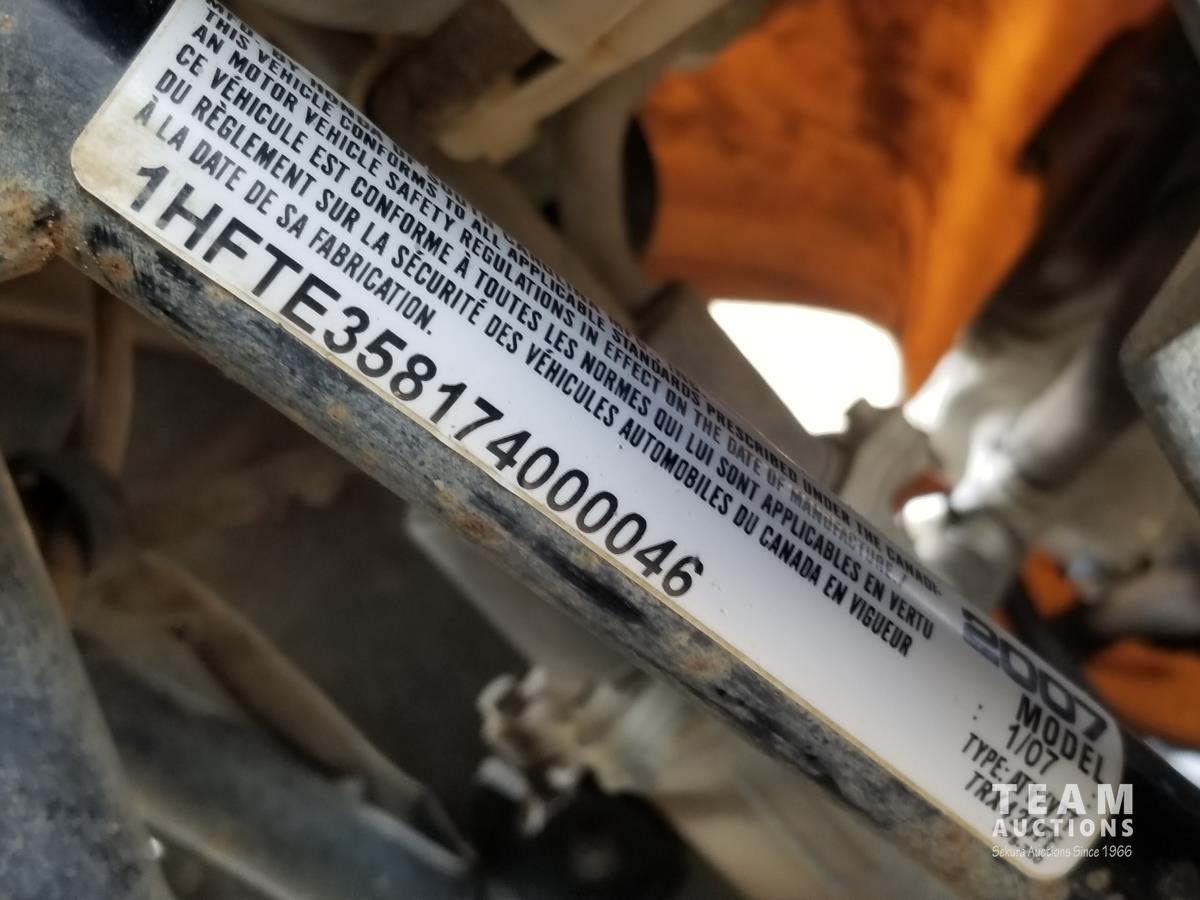 MFD. BY HONDA
THIS VEHICLE CONFORMS TO ALL APPLICABLE STANDARDS PRESCRIBED UNDER THE CANADI-
AN MOTOR VEHICLE SAFETY REGULATIONS IN EFFECT ON THE DATE OF MANUFACTURE /
CE VÉHICULE EST CONFORME À TOUTES LES NORMES QUI LUI SONT APPLICABLES EN VERTU
DU RÈGLEMENT SUR LA SÉCURITÉ DES VÉHICULES AUTOMOBILES DU CANADA EN VIGUEUR
À LA DATE DE SA FABRICATION.
1HFTE358174000046
2007
MODEL
: 1/07
TYPE:
TEAM
AUCTIONS
Sekura Auctions Since 1966